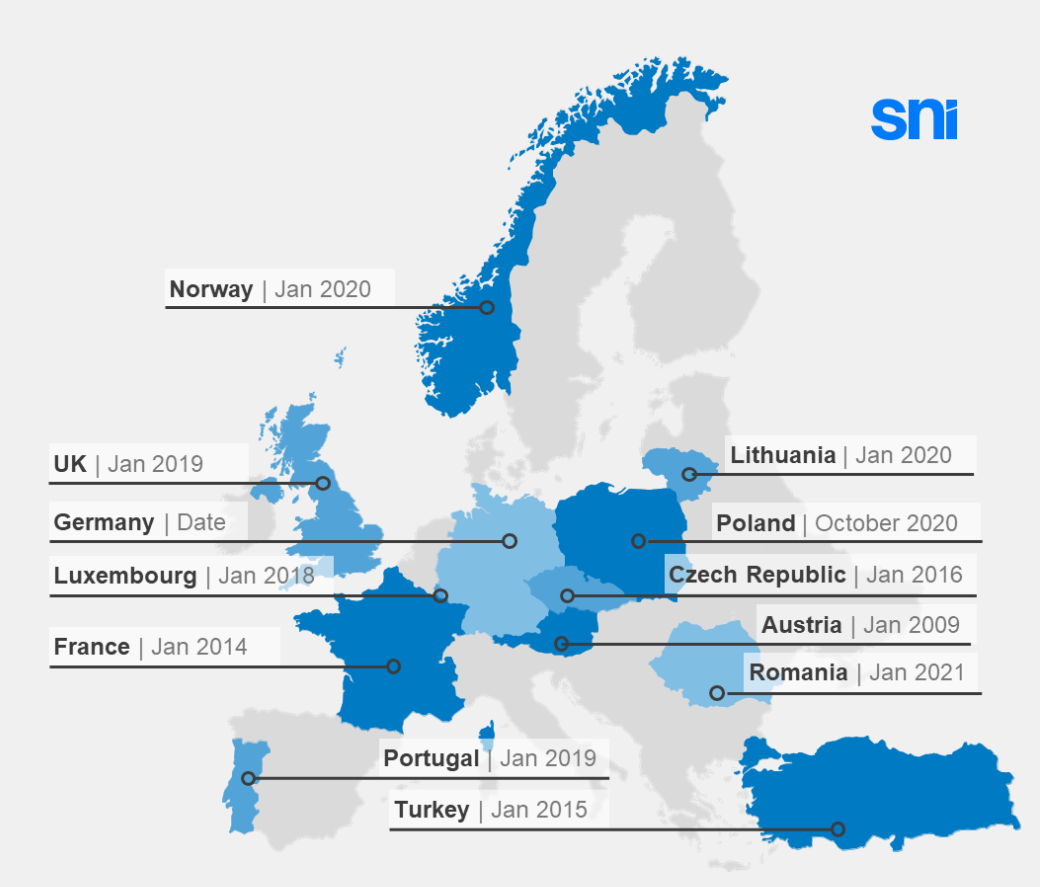 sni
Norway | Jan 2020
UK | Jan 2019
Lithuania | Jan 2020
Germany | Date
Poland | October 2020
Luxembourg | Jan 2018
Czech Republic | Jan 2016
France | Jan 2014
Austria | Jan 2009
Romania | Jan 2021
Portugal | Jan 2019
Turkey | Jan 2015